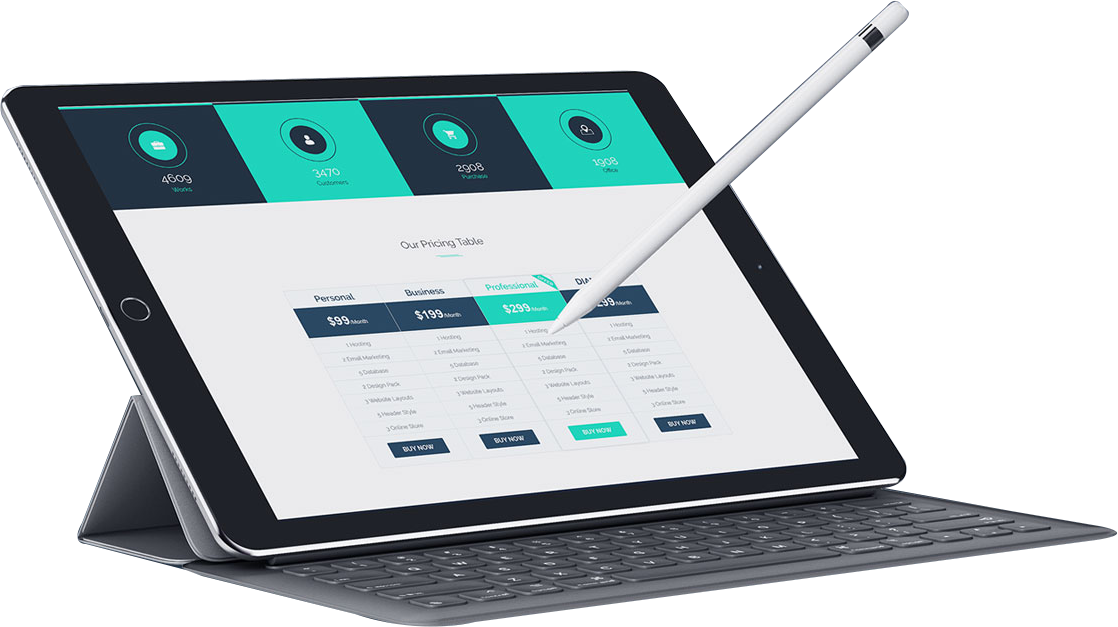 4609
Works
3470
Customers
2908
Purchase
1908
Office
Our Pricing Table
Personal
$99/Month
1 Hosting
2 Email Marketing
5 Database
2 Design Pack
3 Website Layouts
5 Header Style
3 Online Store
BUY NOW
Business
$199/Month
1 Hosting
2 Email Marketing
5 Database
2 Design Pack
3 Website Layouts
5 Header Style
3 Online Store
BUY NOW
Professional
$299/Month
1 Hosting
2 Email Marketing
5 Database
2 Design Pack
3 Website Layouts
5 Header Style
3 Online Store
BUY NOW
299/Month
1 Hosting
2 Email Marketing
5 Database
2 Design Pack
3 Website Layouts
5 Header Style
3 Online Store
BUY NOW